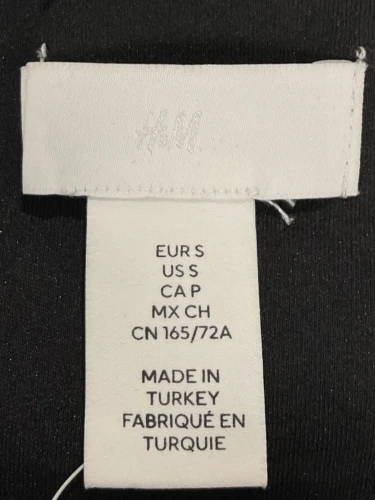 H&M
EUR S
US S
CA P
MX CH
CN 165/72A
MADE IN
TURKEY
FABRIQUÉ EN
TURQUIE